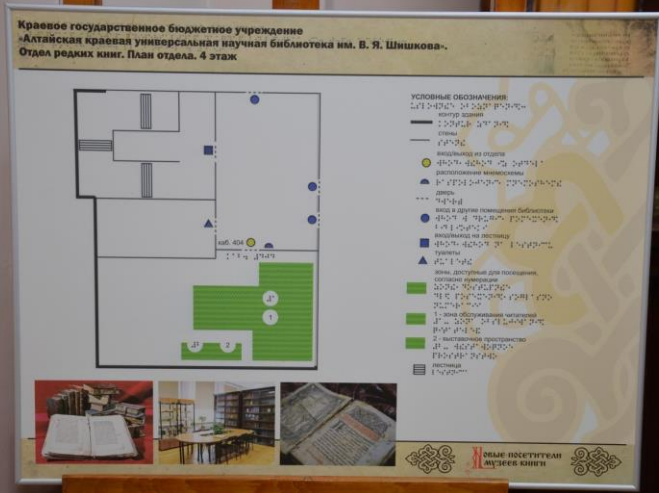 Краевое государственное бюджетное учреждение
«Алтайская краевая универсальная научная библиотека им. В. Я. Шишкова».
Отдел редких книг. План отдела. 4 этаж
УСЛОВНЫЕ ОБОЗНАЧЕНИЯ:
контур здания
стены
вход/выход из отдела
расположение мнемосхемы
дверь
вход в другие помещения библиотеки
вход/выход на лестницу
туалеты
каб. 404
зоны, доступные для посещения,
согласно нумерации
1
1 - зона обслуживания читателей
2
2 - выставочное пространство
лестница
Новые посетители
музеев книги